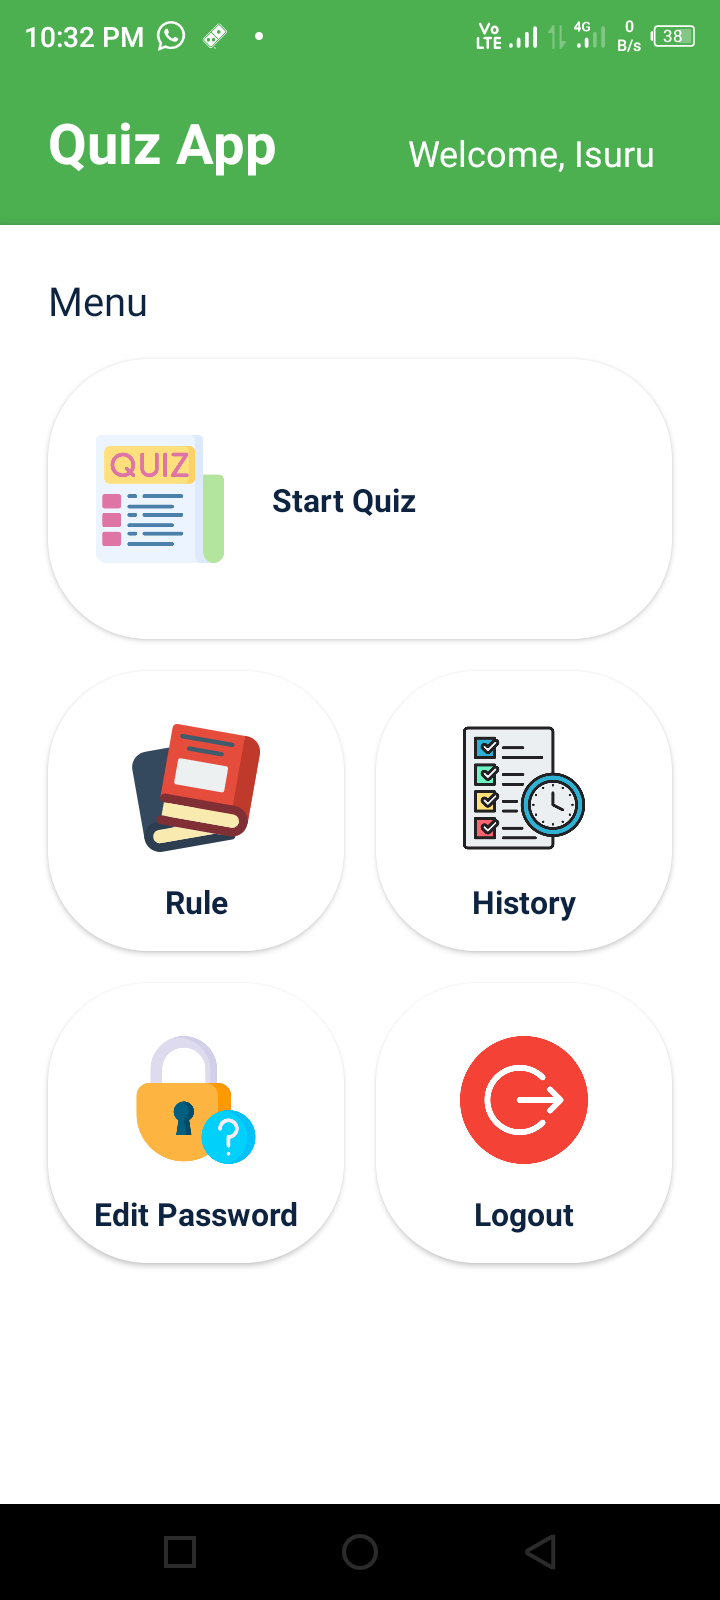 10:32 PM Vo LTE 4G 0 B/s 38
Quiz App Welcome, Isuru
Menu
QUIZ
Start Quiz
Rule History
Edit Password Logout